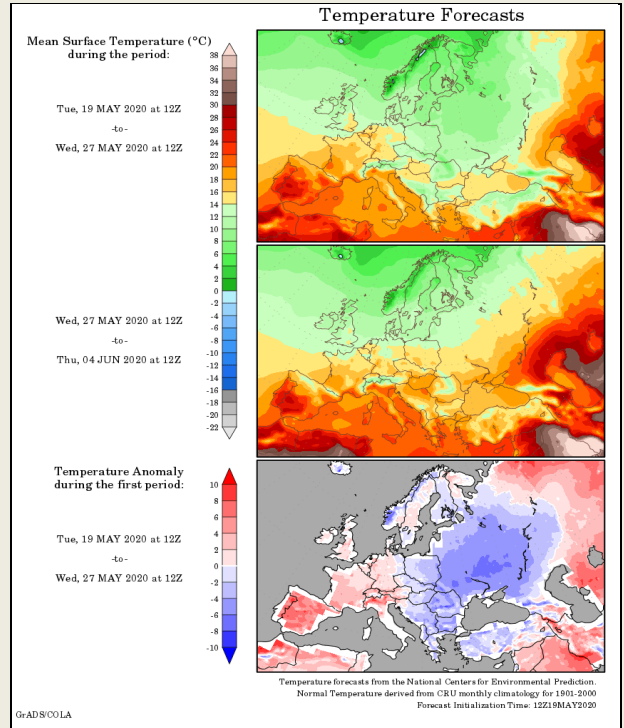 Temperature Forecasts
Mean Surface Temperature (°C)
during the period:
Tue, 19 MAY 2020 at 12Z
-to-
Wed, 27 MAY 2020 at 12Z
38
36
34
32
30
28
26
24
22
20
18
16
14
12
10
8
6
4
2
0
-2
-4
-6
-8
-10
-12
-14
-16
-18
-20
-22
Wed, 27 MAY 2020 at 12Z
-to-
Thu, 04 JUN 2020 at 12Z
Temperature Anomaly
during the first period:
Tue, 19 MAY 2020 at 12Z
-to-
Wed, 27 MAY 2020 at 12Z
10
8
6
4
2
0
-2
-4
-6
-8
-10
Temperature forecasts from the National Centers for Environmental Prediction.
Normal Temperature derived from CRU monthly climatology for 1901-2000
Forecast Initialization Time: 12Z19MAY2020
GrADS/COLA